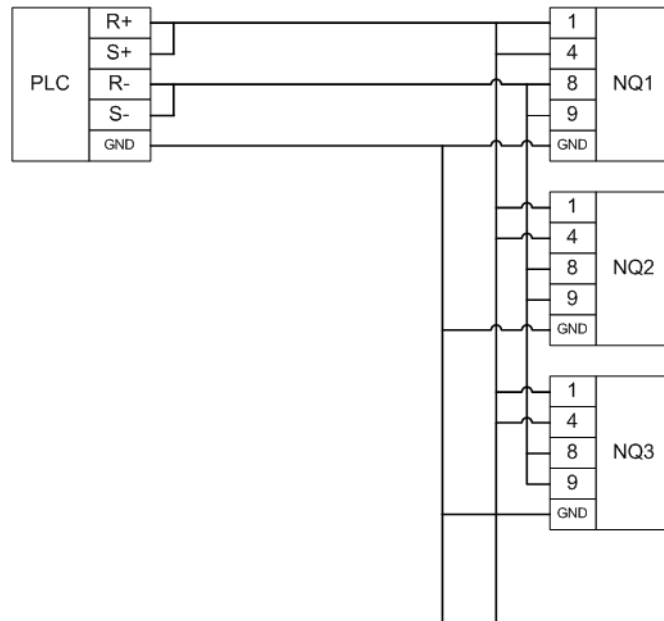 PLC
R+
S+
R-
S-
GND
1
4
8
9
GND
NQ1
1
4
8
9
GND
NQ2
1
4
8
9
GND
NQ3